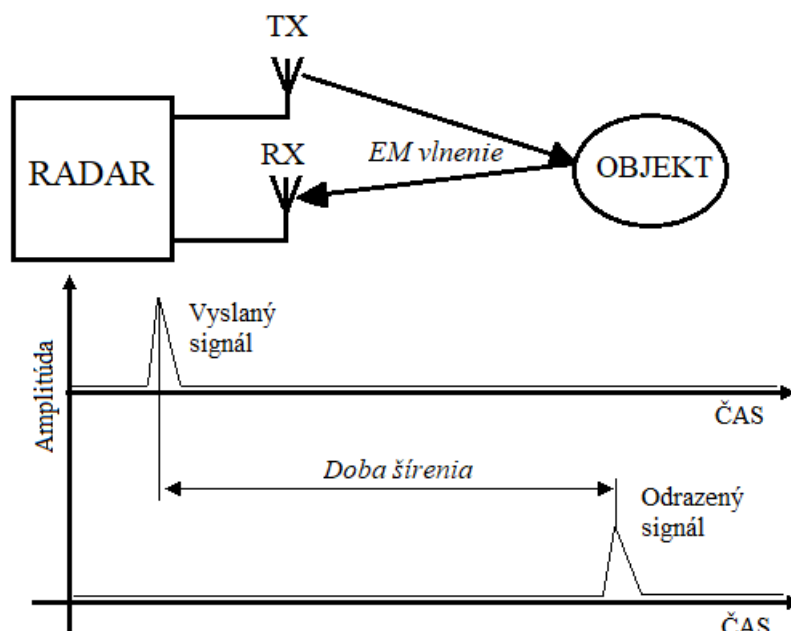 TX
RADAR
RX
EM vlnenie
OBJEKT
Vyslaný
signál
Amplitúda
ČAS
Doba šírenia
Odrazený
signál
ČAS